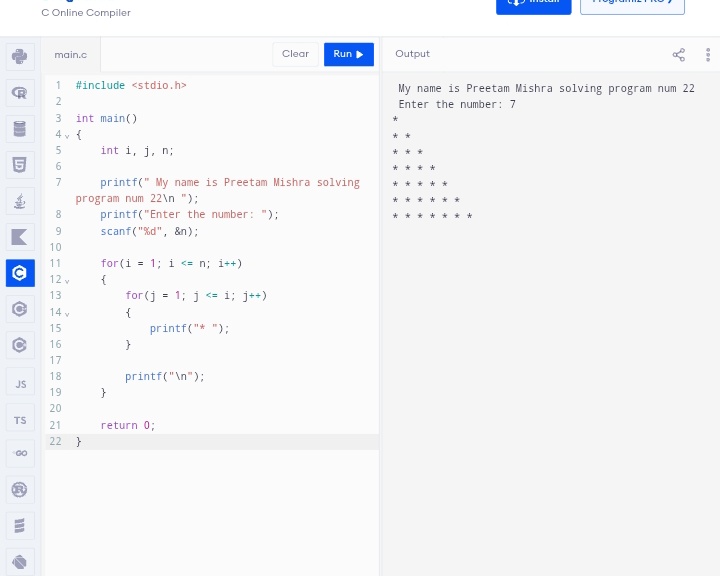 C Online Compiler
main.c
Clear
Run
Output
1 #include <stdio.h>
2
3 int main()
4 {
5 int i, j, n;
6
7 printf(" My name is Preetam Mishra solving
program num 22\n ");
8 printf("Enter the number: ");
9 scanf("%d", &n);
10
11 for(i = 1; i <= n; i++)
12 {
13 for(j = 1; j <= i; j++)
14 {
15 printf("* ");
16 }
17
18 printf("\n");
19 }
20
21 return 0;
22 }
My name is Preetam Mishra solving program num 22
Enter the number: 7
*
* *
* * *
* * * *
* * * * *
* * * * * *
* * * * * * *
JS
TS
GO